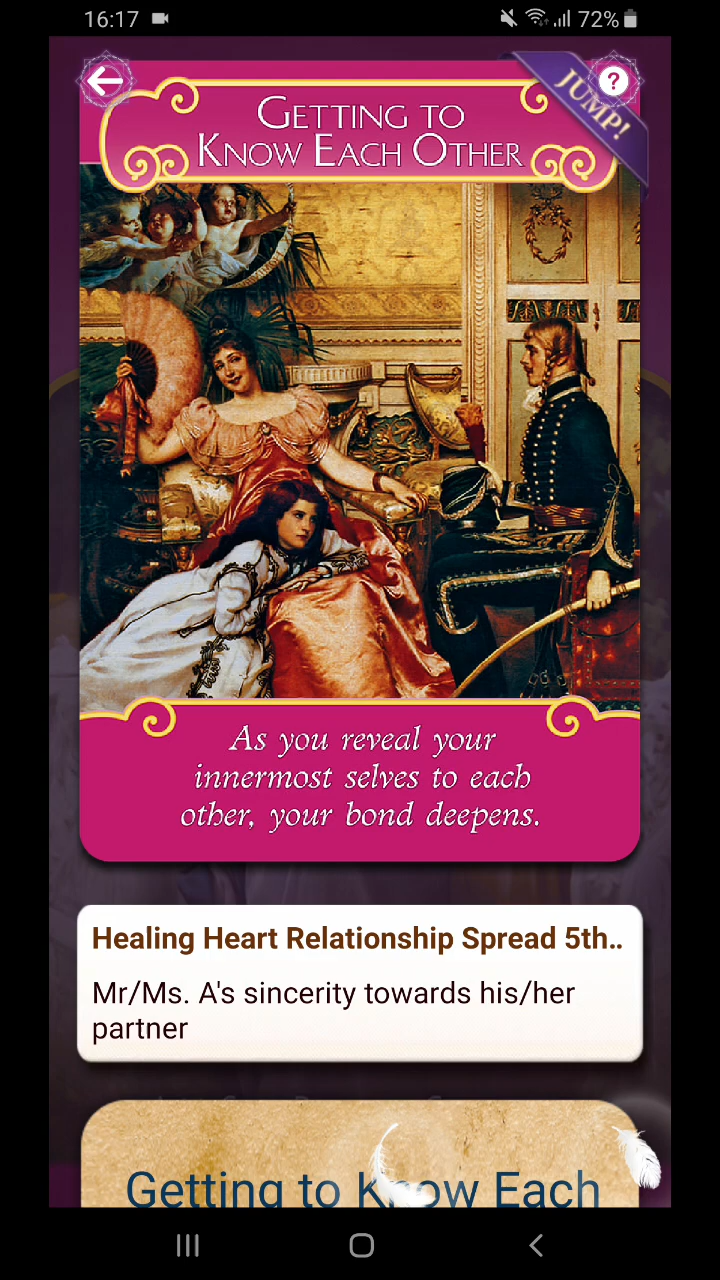 16:17
72%
GETTING TO
KNOW EACH OTHER
JUMP!
?
As you reveal your
innermost selves to each
other, your bond deepens.
Healing Heart Relationship Spread 5th..
Mr/Ms. A's sincerity towards his/her
partner
Getting to Know Each